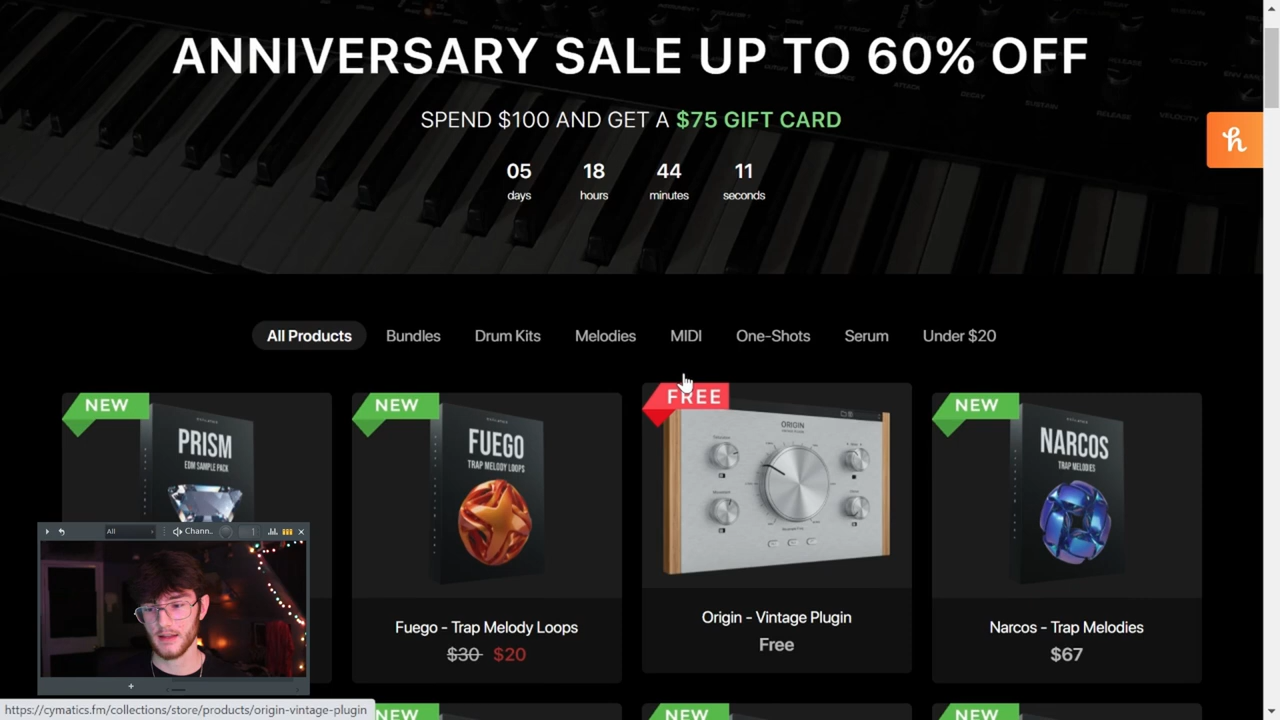 ANNIVERSARY SALE UP TO 60% OFF
SPEND $100 AND GET A $75 GIFT CARD
05 18 44 11
days hours minutes seconds
All Products Bundles Drum Kits Melodies MIDI One-Shots Serum Under $20
NEW
PRISM
EDM SAMPLE PACK
NEW
FUEGO
TRAP MELODY LOOPS
Fuego - Trap Melody Loops
$30 $20
FREE
ORIGIN
Origin - Vintage Plugin
Free
NEW
NARCOS
TRAP MELODIES
Narcos - Trap Melodies
$67
All Chann.. 1
NEW
NEW
NEW
https://cymatics.fm/collections/store/products/origin-vintage-plugin